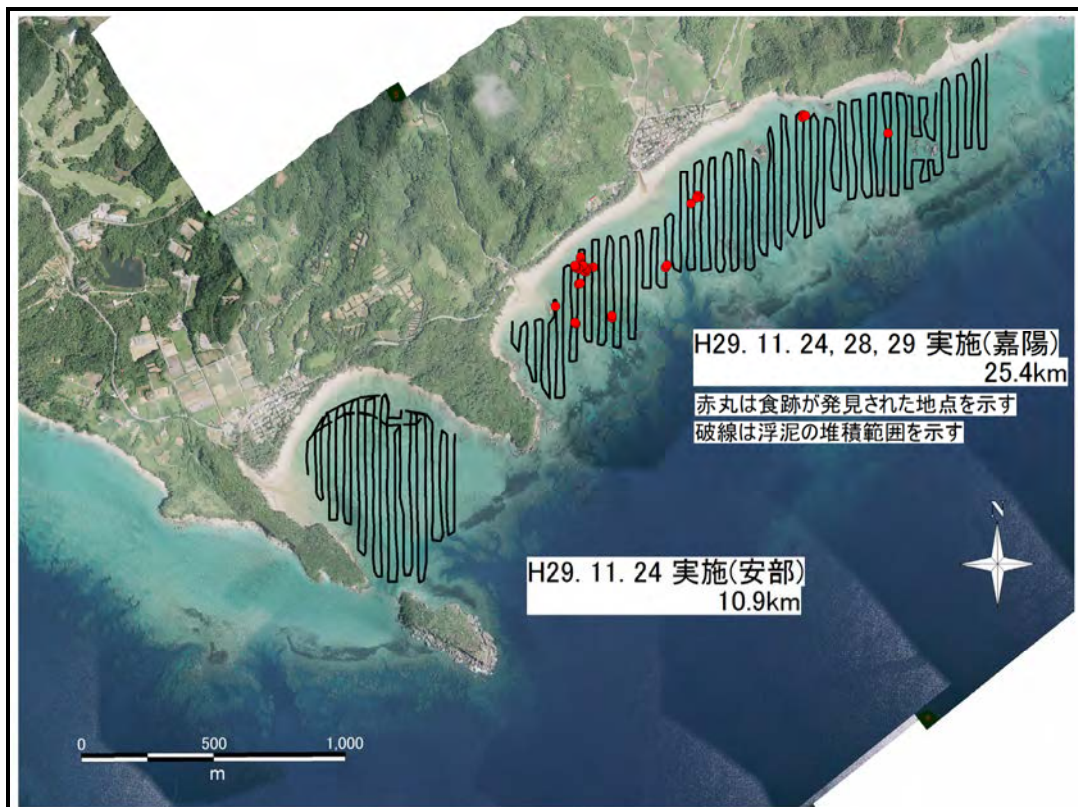 H29.11.24, 28, 29 実施(嘉陽)
25.4km
赤丸は食跡が発見された地点を示す
破線は浮泥の堆積範囲を示す
N
H29.11.24 実施(安部)
10.9km
0 500 1,000
m